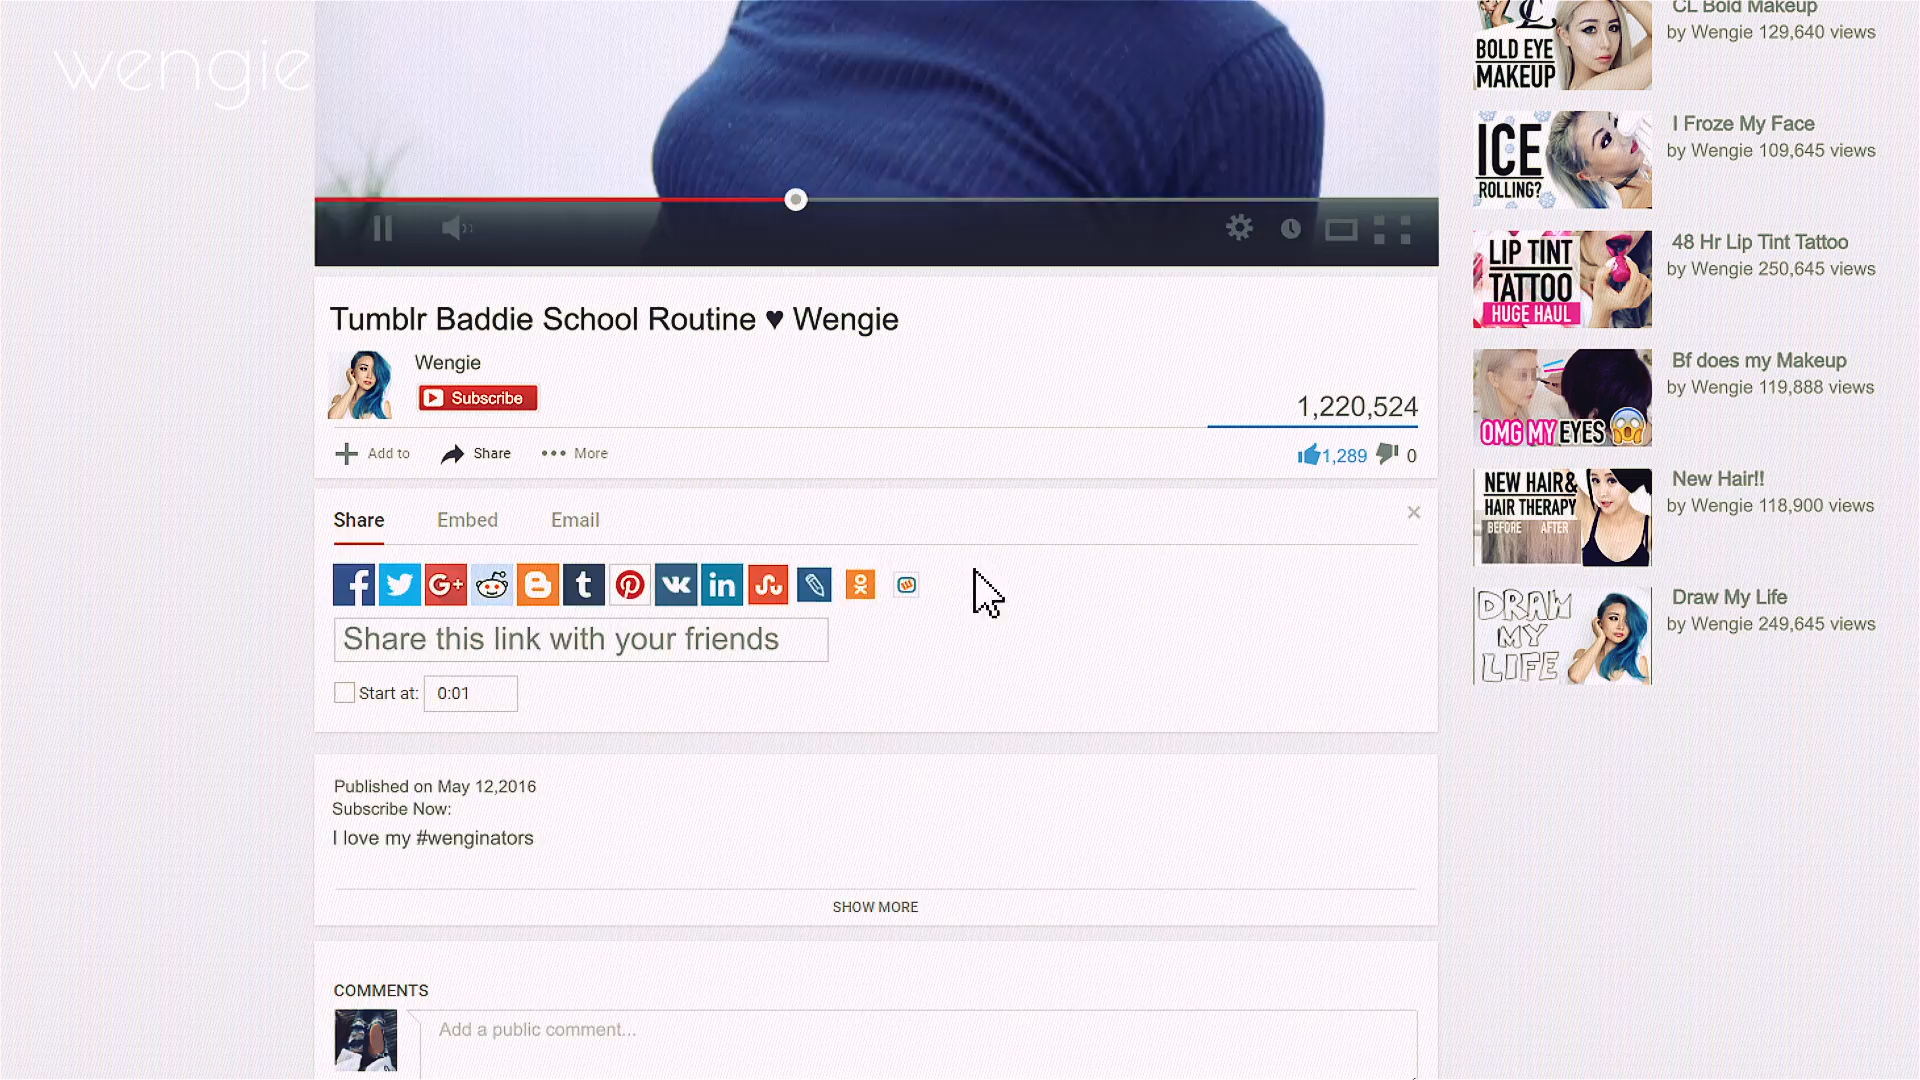 wengie
Tumblr Baddie School Routine ♥ Wengie
Wengie
Subscribe
1,220,524
Add to
Share
More
1,289
0
Share
Embed
Email
Share this link with your friends
Start at:
0:01
Published on May 12,2016
Subscribe Now:
I love my #wenginators
SHOW MORE
COMMENTS
Add a public comment...
BOLD EYE
MAKEUP
CL Bold Makeup
by Wengie 129,640 views
ICE
ROLLING?
I Froze My Face
by Wengie 109,645 views
LIP TINT
TATTOO
HUGE HAUL
48 Hr Lip Tint Tattoo
by Wengie 250,645 views
OMG MY EYES
Bf does my Makeup
by Wengie 119,888 views
NEW HAIR&
HAIR THERAPY
BEFORE AFTER
New Hair!!
by Wengie 118,900 views
DRAW
MY
LIFE
Draw My Life
by Wengie 249,645 views